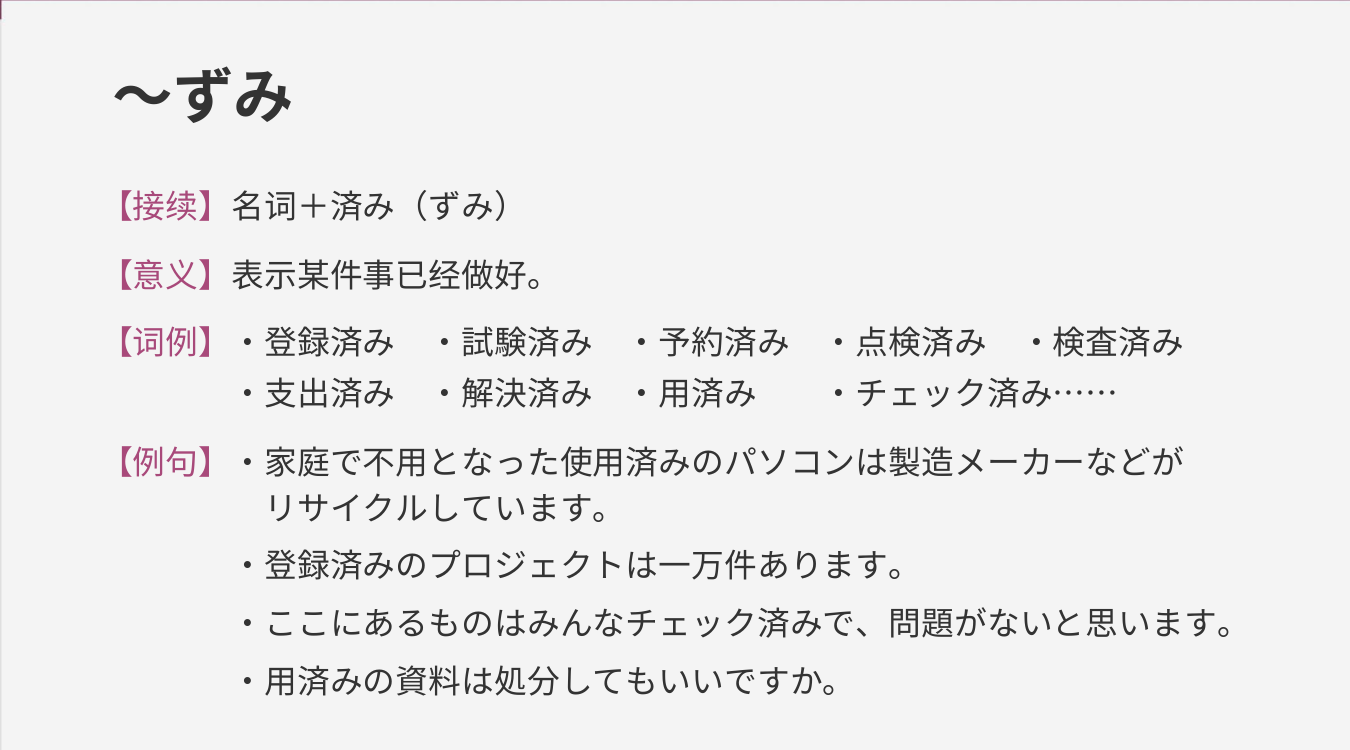 ～ずみ
【接续】名词＋済み（ずみ）
【意义】表示某件事已经做好。
【词例】・登録済み　・試験済み　・予約済み　・点検済み　・検査済み
・支出済み　・解決済み　・用済み　　・チェック済み……
【例句】・家庭で不用となった使用済みのパソコンは製造メーカーなどが
リサイクルしています。
・登録済みのプロジェクトは一万件あります。
・ここにあるものはみんなチェック済みで、問題がないと思います。
・用済みの資料は処分してもいいですか。